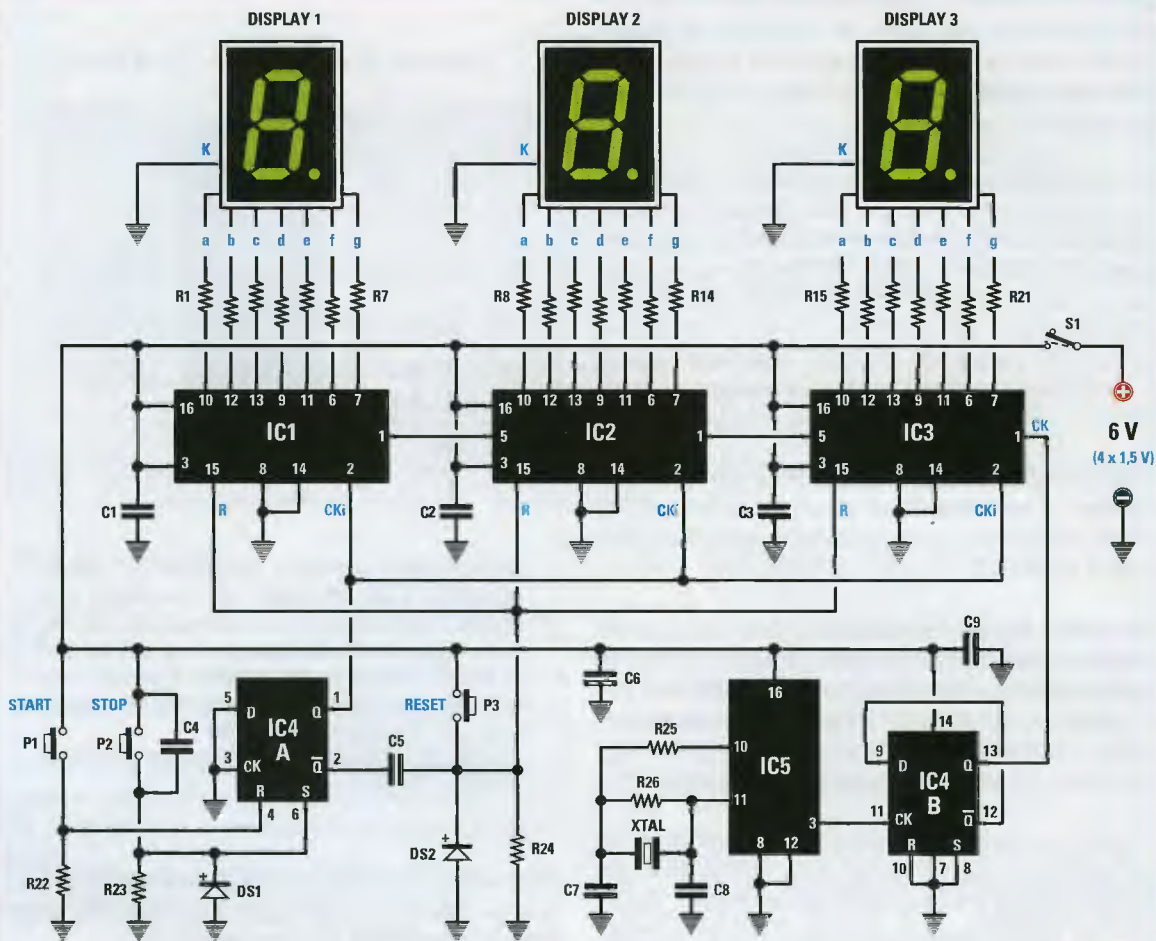 DISPLAY 1 DISPLAY 2 DISPLAY 3
K K K
a b c d e f g a b c d e f g a b c d e f g
R1 R7 R8 R14 R15 R21
S1
10 12 13 9 11 6 7 10 12 13 9 11 6 7 10 12 13 9 11 6 7
16 IC1 16 IC2 16 IC3 CK
1 5 1 5 1
6 V
(4 x 1,5 V)
3 15 8 14 2 3 15 8 14 2 3 15 8 14 2
C1 R CKi C2 R CKi C3 R CKi
C9
C6
START STOP RESET
P1 P2 C4 P3
5 D Q 1
IC4
A
3 CK Q 2
R S
4 6
C5
R22 R23 DS1 DS2 R24
16
R25 10
R26 11
IC5
XTAL
3
8 12
C7 C8
14
9 D Q 13
IC4
B
11 CK Q 12
R S
10 7 8